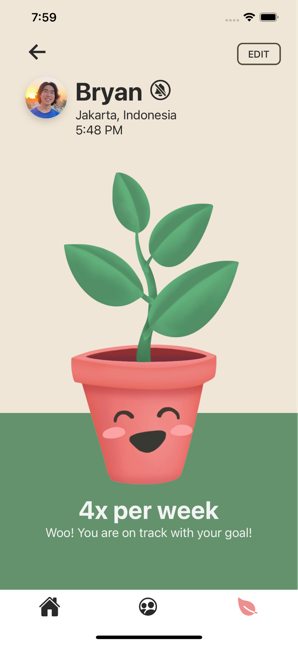 7:59
EDIT
Bryan
Jakarta, Indonesia
5:48 PM
4x per week
Woo! You are on track with your goal!